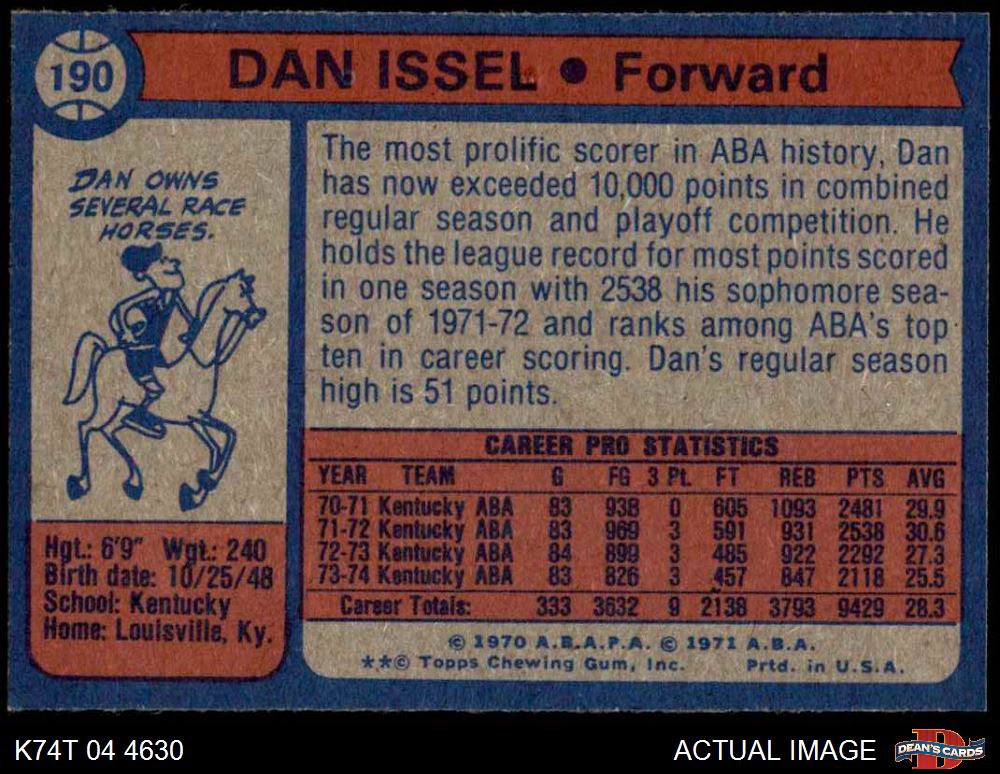 190
DAN ISSEL • Forward
DAN OWNS
SEVERAL RACE
HORSES.
Hgt.: 6'9" Wgt.: 240
Birth date: 10/25/48
School: Kentucky
Home: Louisville, Ky.
The most prolific scorer in ABA history, Dan
has now exceeded 10,000 points in combined
regular season and playoff competition. He
holds the league record for most points scored
in one season with 2538 his sophomore sea-
son of 1971-72 and ranks among ABA's top
ten in career scoring. Dan's regular season
high is 51 points.
CAREER PRO STATISTICS
YEAR TEAM G FG 3 Pt. FT REB PTS AVG
70-71 Kentucky ABA 83 938 0 605 1093 2481 29.9
71-72 Kentucky ABA 83 969 3 591 931 2538 30.6
72-73 Kentucky ABA 84 899 3 485 922 2292 27.3
73-74 Kentucky ABA 83 826 3 457 847 2118 25.5
Career Totals: 333 3632 9 2138 3793 9429 28.3
© 1970 A.B.A.P.A. © 1971 A.B.A.
**© Topps Chewing Gum, Inc. Prtd. in U.S.A.
K74T 04 4630
ACTUAL IMAGE
D
DEAN'S CARDS